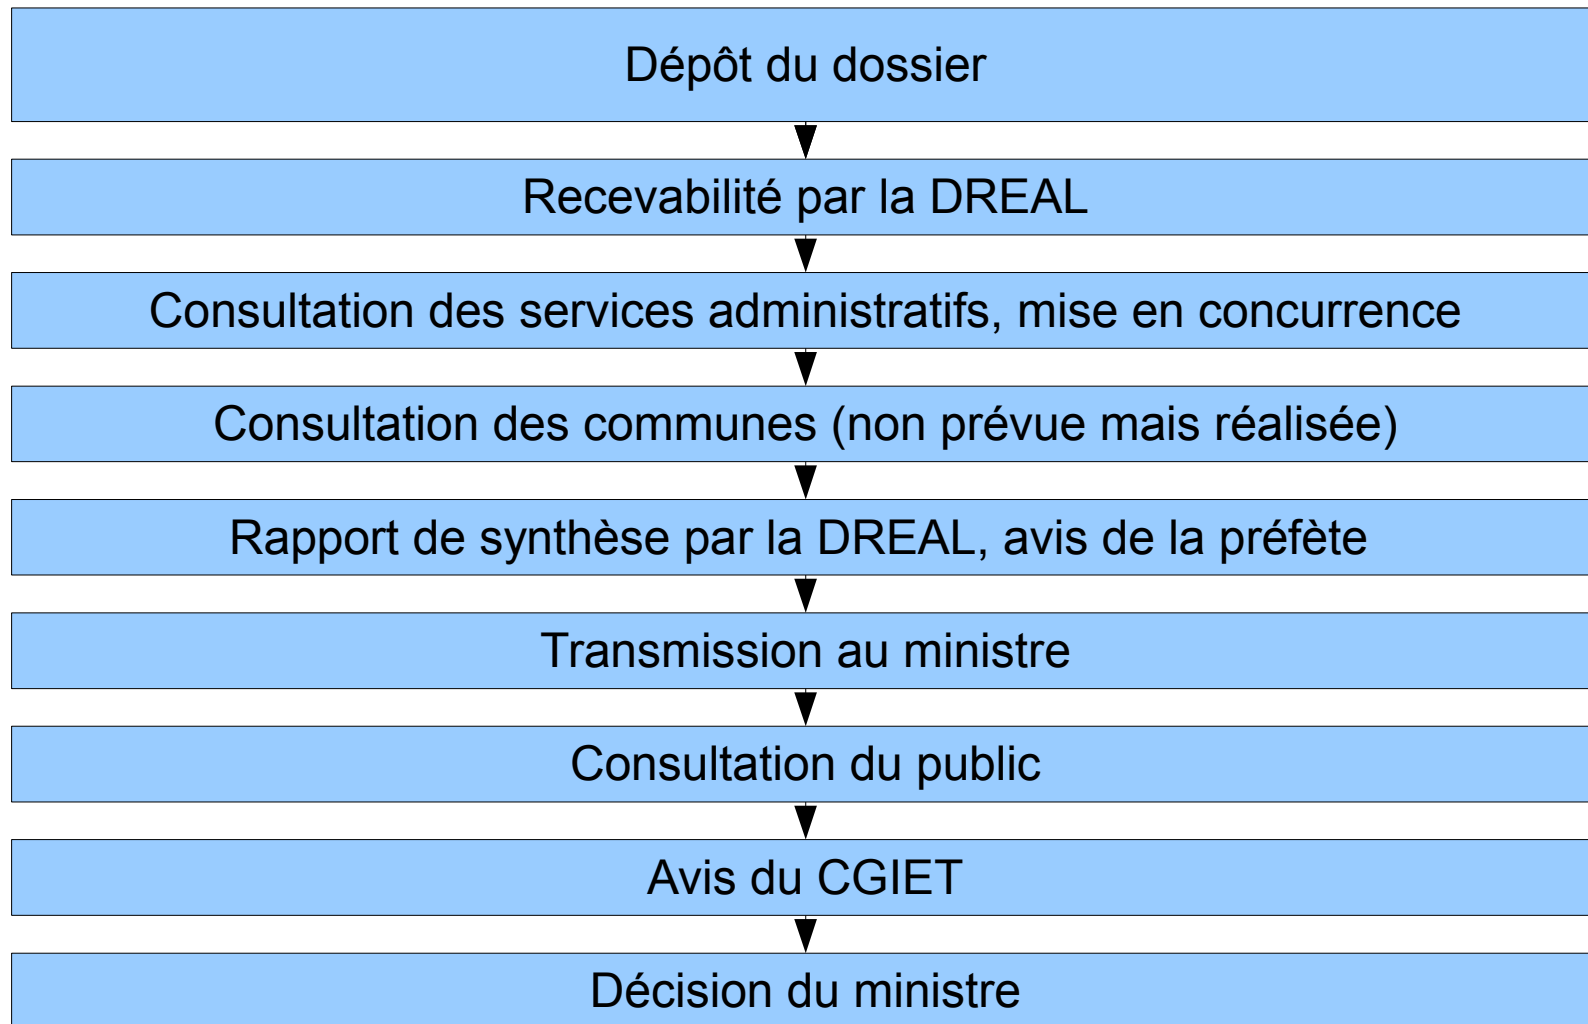 Dépôt du dossier
Recevabilité par la DREAL
Consultation des services administratifs, mise en concurrence
Consultation des communes (non prévue mais réalisée)
Rapport de synthèse par la DREAL, avis de la préfète
Transmission au ministre
Consultation du public
Avis du CGIET
Décision du ministre